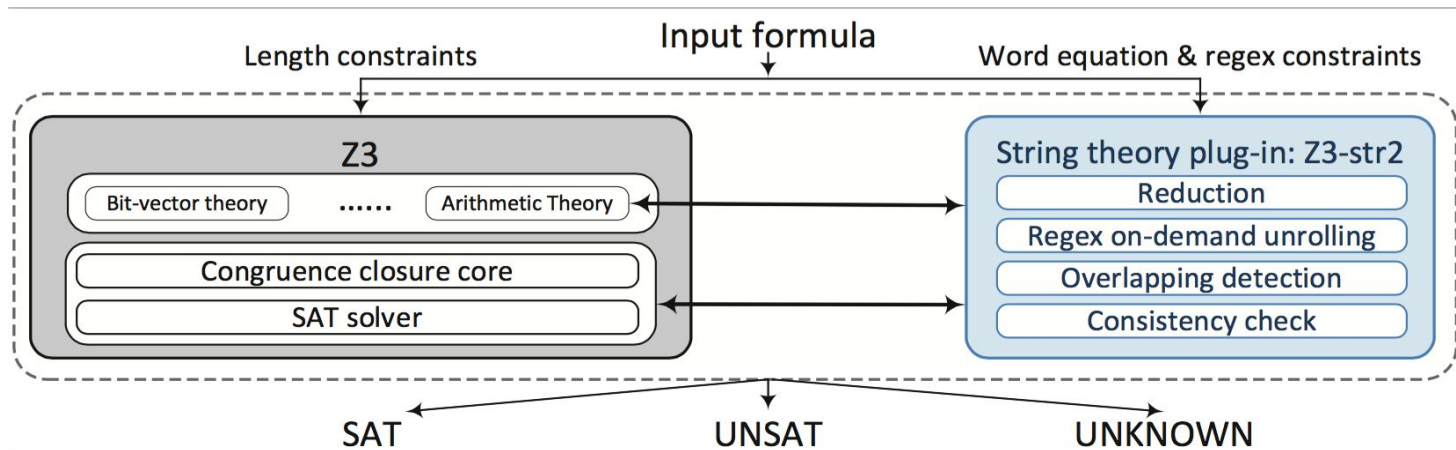 Input formula
Length constraints
Word equation & regex constraints
Z3
Bit-vector theory
......
Arithmetic Theory
Congruence closure core
SAT solver
String theory plug-in: Z3-str2
Reduction
Regex on-demand unrolling
Overlapping detection
Consistency check
SAT
UNSAT
UNKNOWN